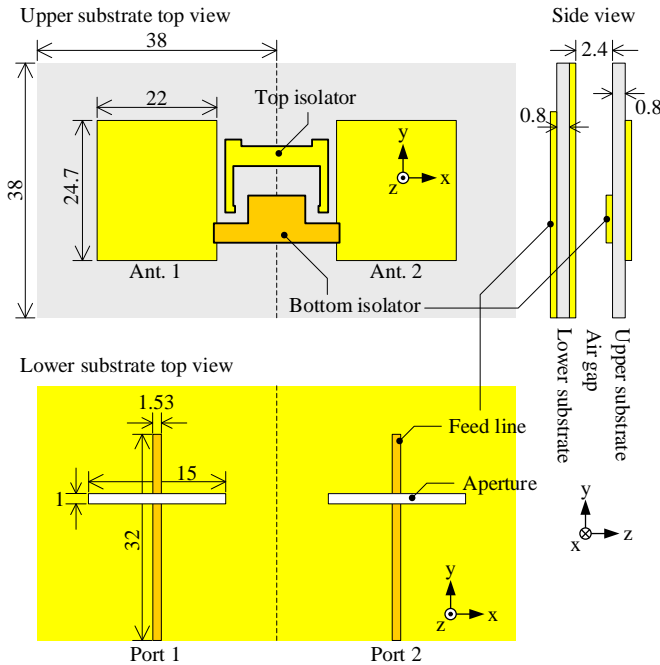 Upper substrate top view
Side view
38
2.4
22
Top isolator
0.8
0.8
y
x
z
38
24.7
Ant. 1
Ant. 2
Bottom isolator
Lower substrate
Air gap
Upper substrate
Lower substrate top view
1.53
Feed line
15
Aperture
1
32
y
x
z
y
z
x
Port 1
Port 2